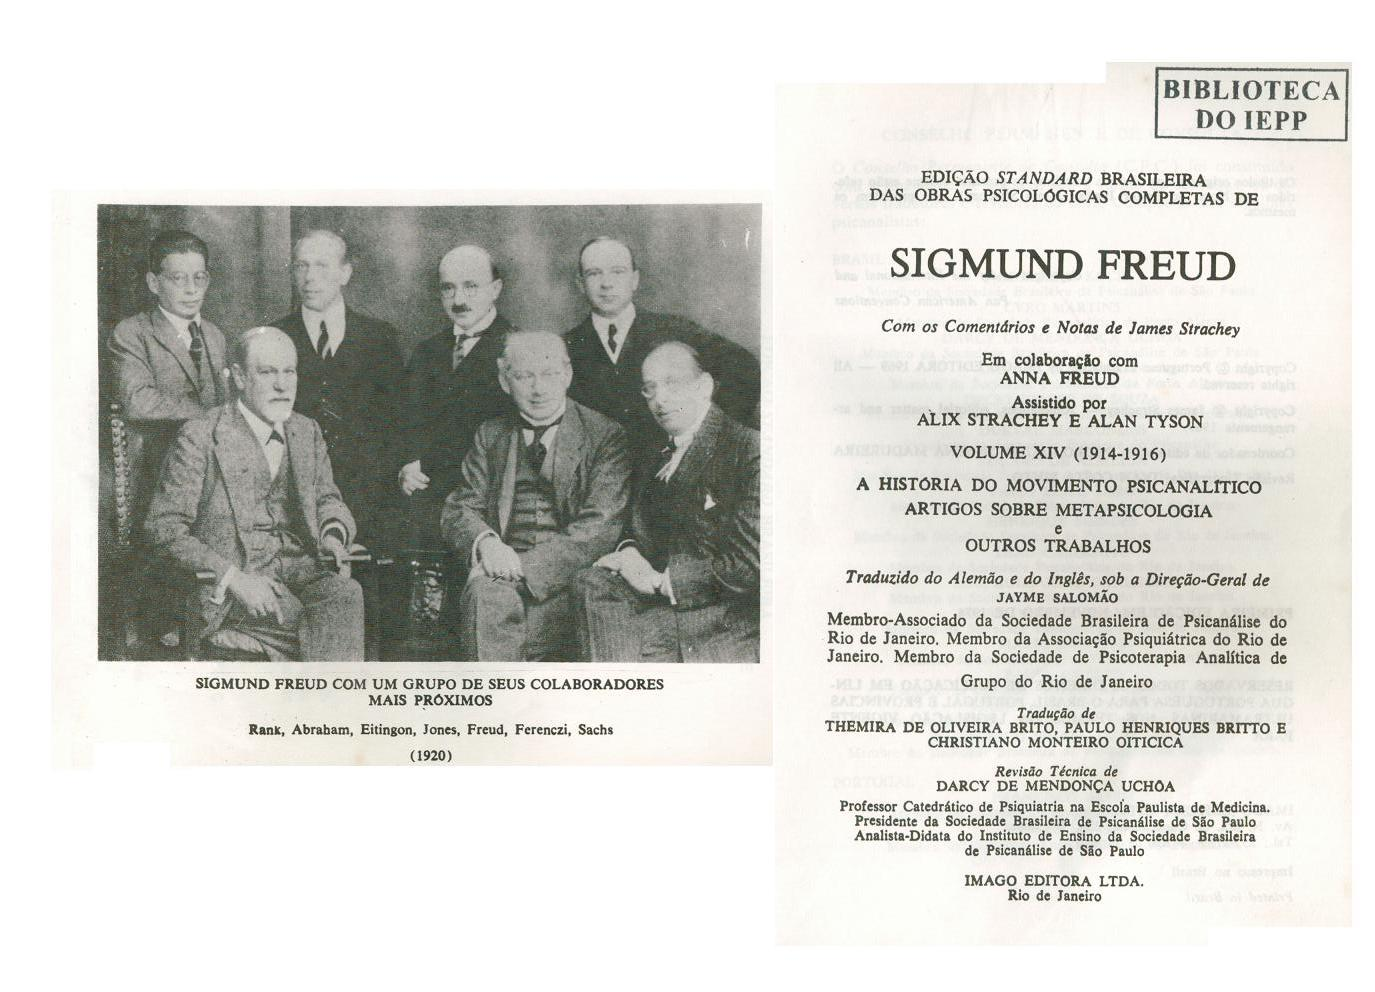 SIGMUND FREUD COM UM GRUPO DE SEUS COLABORADORES
MAIS PRÓXIMOS
Rank, Abraham, Eitingon, Jones, Freud, Ferenczi, Sachs
(1920)
BIBLIOTECA
DO IEPP
EDIÇÃO STANDARD BRASILEIRA
DAS OBRAS PSICOLÓGICAS COMPLETAS DE
SIGMUND FREUD
Com os Comentários e Notas de James Strachey
Em colaboração com
ANNA FREUD
Assistido por
ALIX STRACHEY E ALAN TYSON
VOLUME XIV (1914-1916)
A HISTÓRIA DO MOVIMENTO PSICANALÍTICO
ARTIGOS SOBRE METAPSICOLOGIA
e
OUTROS TRABALHOS
Traduzido do Alemão e do Inglês, sob a Direção-Geral de
JAYME SALOMÃO
Membro-Associado da Sociedade Brasileira de Psicanálise do
Rio de Janeiro. Membro da Associação Psiquiátrica do Rio de
Janeiro. Membro da Sociedade de Psicoterapia Analítica de
Grupo do Rio de Janeiro
Tradução de
THEMIRA DE OLIVEIRA BRITO, PAULO HENRIQUES BRITTO E
CHRISTIANO MONTEIRO OITICICA
Revisão Técnica de
DARCY DE MENDONÇA UCHÔA
Professor Catedrático de Psiquiatria na Escola Paulista de Medicina.
Presidente da Sociedade Brasileira de Psicanálise de São Paulo
Analista-Didata do Instituto de Ensino da Sociedade Brasileira
de Psicanálise de São Paulo
IMAGO EDITORA LTDA.
Rio de Janeiro